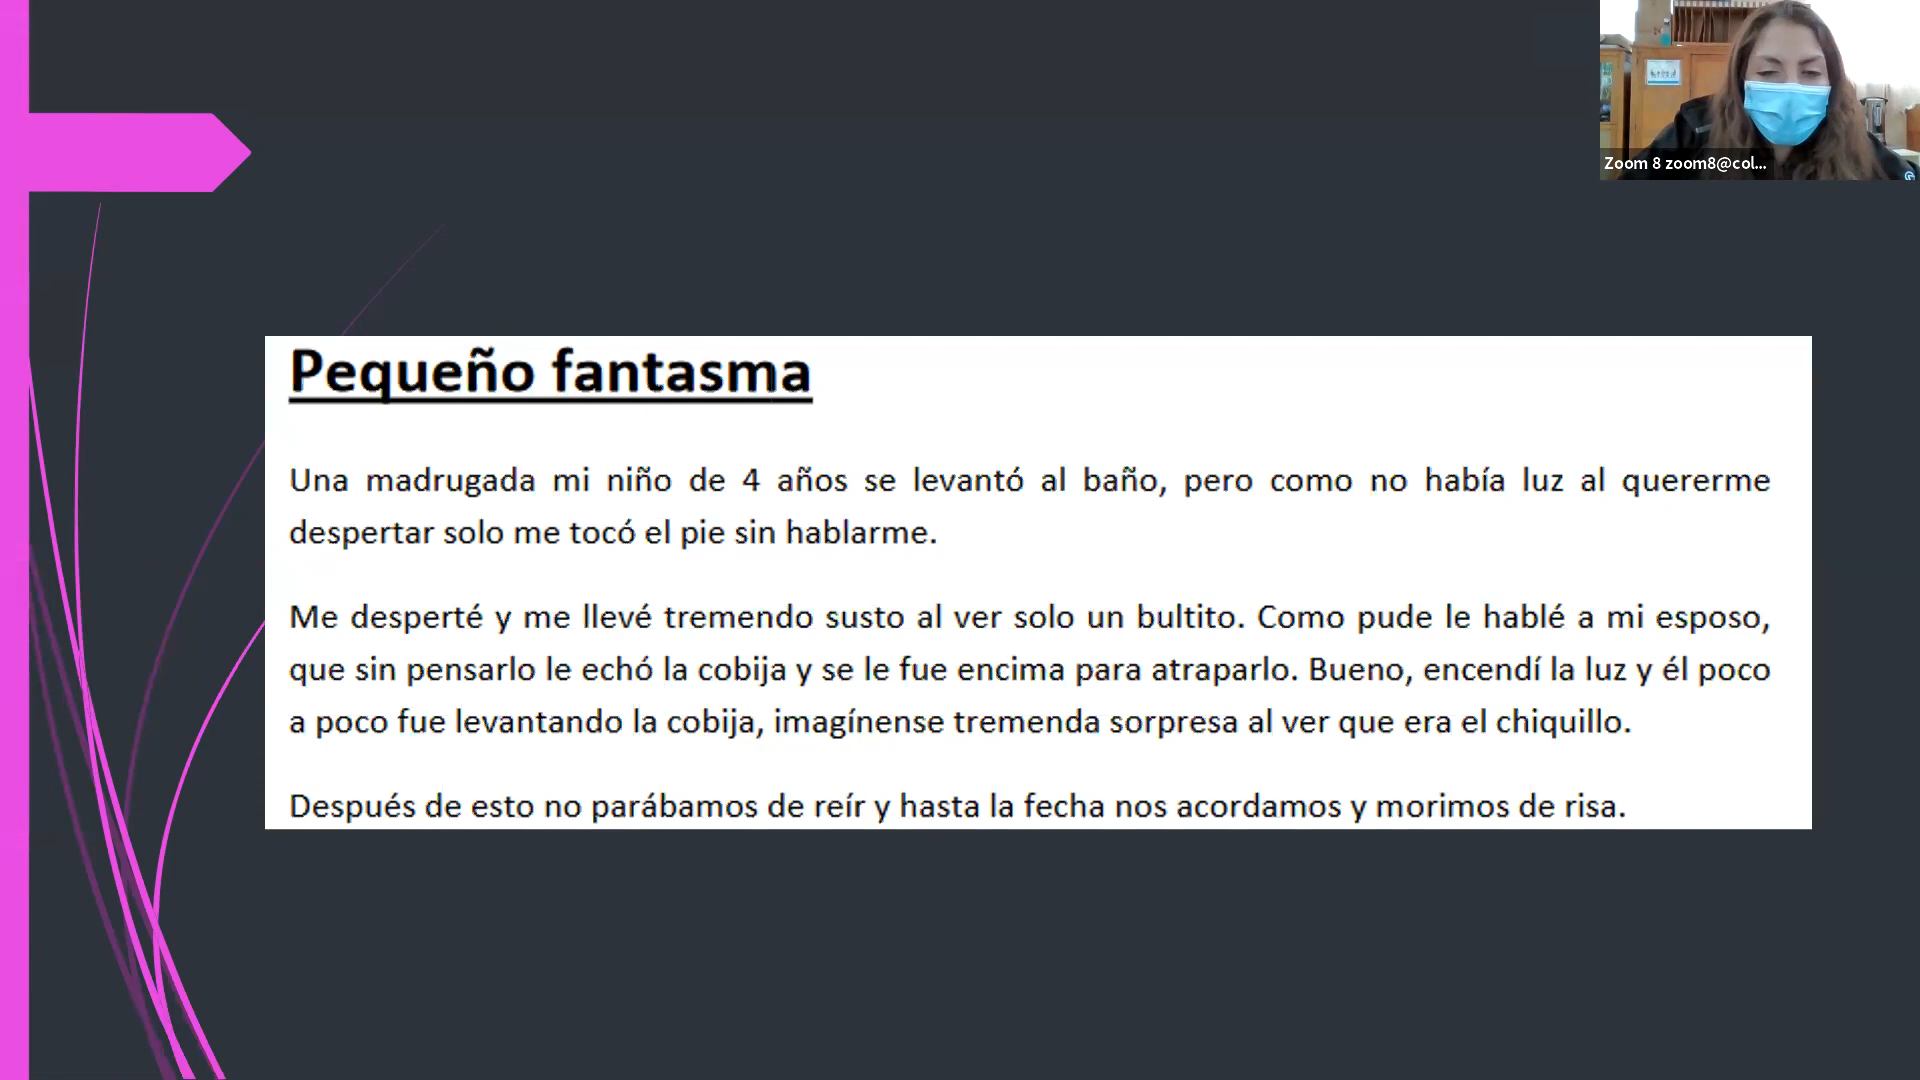 Zoom 8 zoom8@col...
Pequeño fantasma
Una madrugada mi niño de 4 años se levantó al baño, pero como no había luz al quererme
despertar solo me tocó el pie sin hablarme.
Me desperté y me llevé tremendo susto al ver solo un bultito. Como pude le hablé a mi esposo,
que sin pensarlo le echó la cobija y se le fue encima para atraparlo. Bueno, encendí la luz y él poco
a poco fue levantando la cobija, imagínense tremenda sorpresa al ver que era el chiquillo.
Después de esto no parábamos de reír y hasta la fecha nos acordamos y morimos de risa.